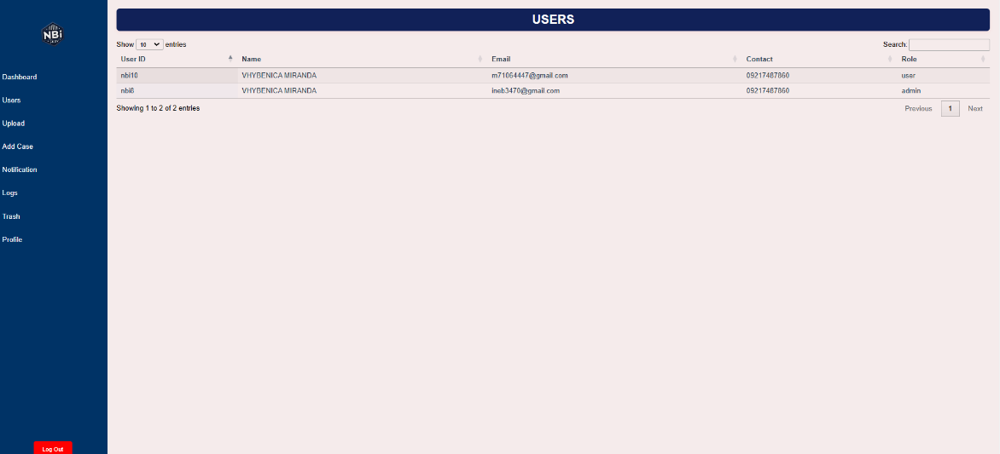 NBi
USERS
Show 10 entries
Search:
User ID Name Email Contact Role
nbi10 VHYBENICA MIRANDA m71064447@gmail.com 09217487860 user
nbi8 VHYBENICA MIRANDA ineb3470@gmail.com 09217487860 admin
Showing 1 to 2 of 2 entries
Previous 1 Next
Dashboard
Users
Upload
Add Case
Notification
Logs
Trash
Profile
Log Out